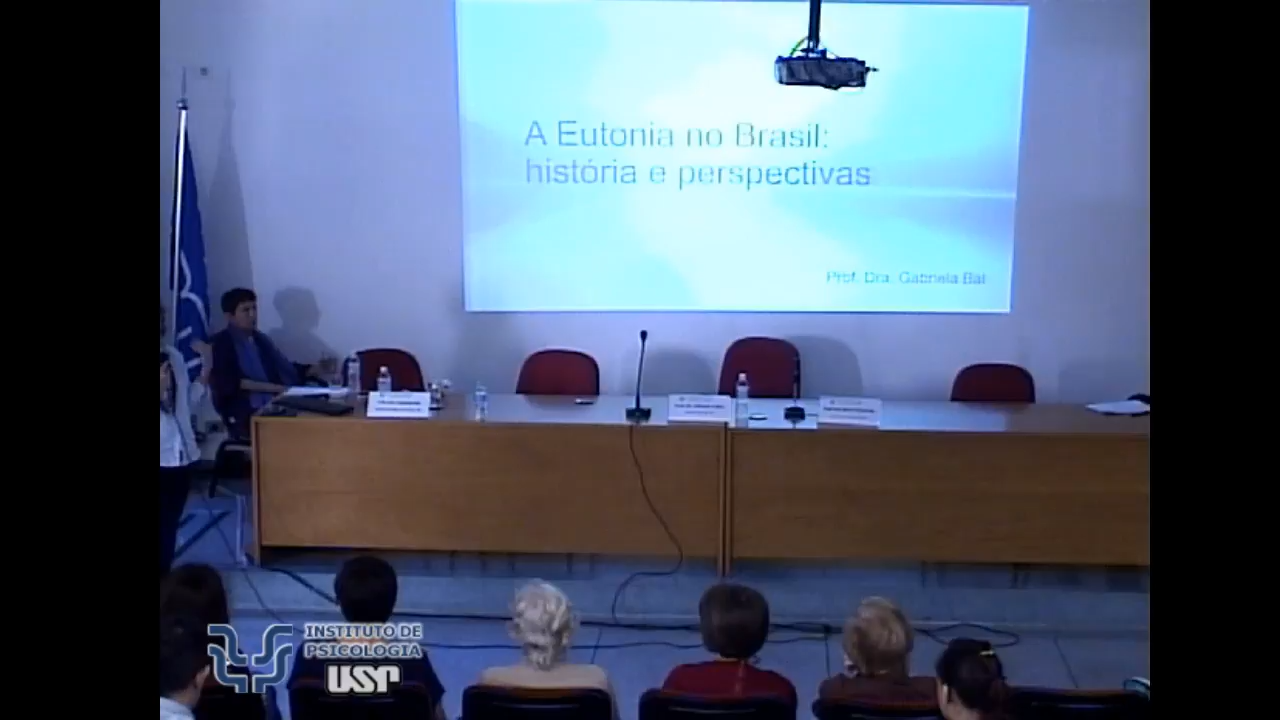 A Eutonia no Brasil:
história e perspectivas
Prof. Dra. Gabriela Bal
INSTITUTO DE
PSICOLOGIA
USP